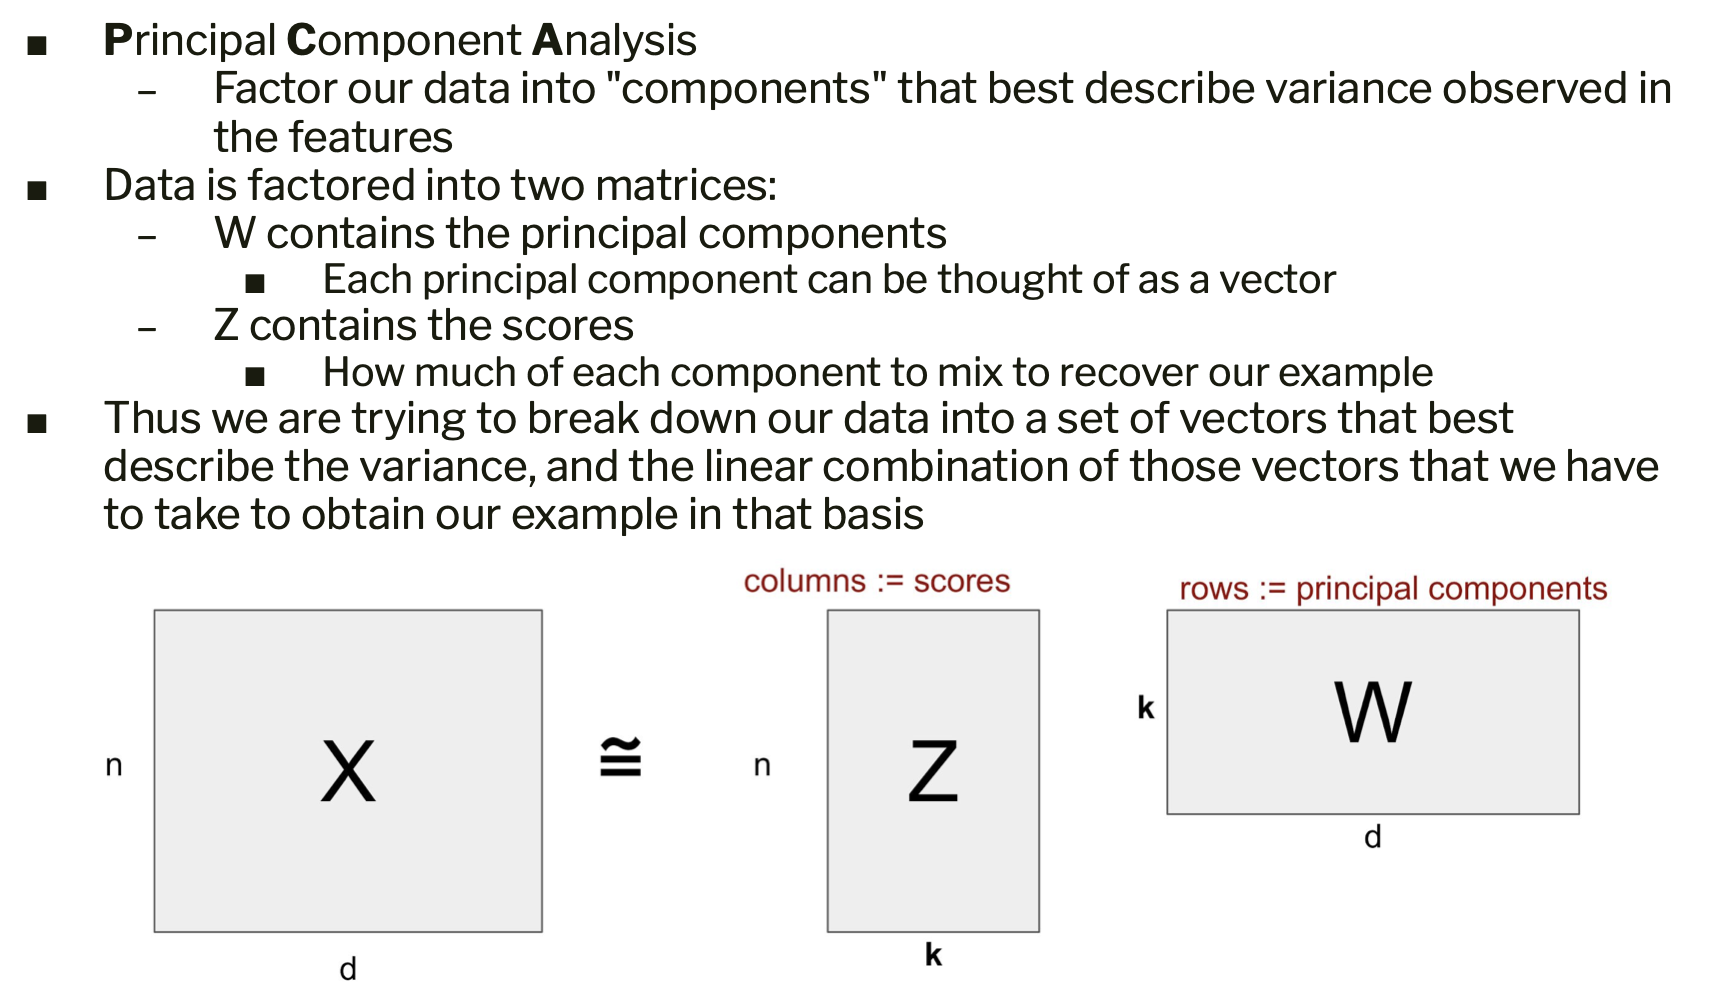 ■ Principal Component Analysis
– Factor our data into "components" that best describe variance observed in
the features
■ Data is factored into two matrices:
– W contains the principal components
■ Each principal component can be thought of as a vector
– Z contains the scores
■ How much of each component to mix to recover our example
■ Thus we are trying to break down our data into a set of vectors that best
describe the variance, and the linear combination of those vectors that we have
to take to obtain our example in that basis
columns := scores
rows := principal components
n
X
≅
n
Z
k
W
d
k
d